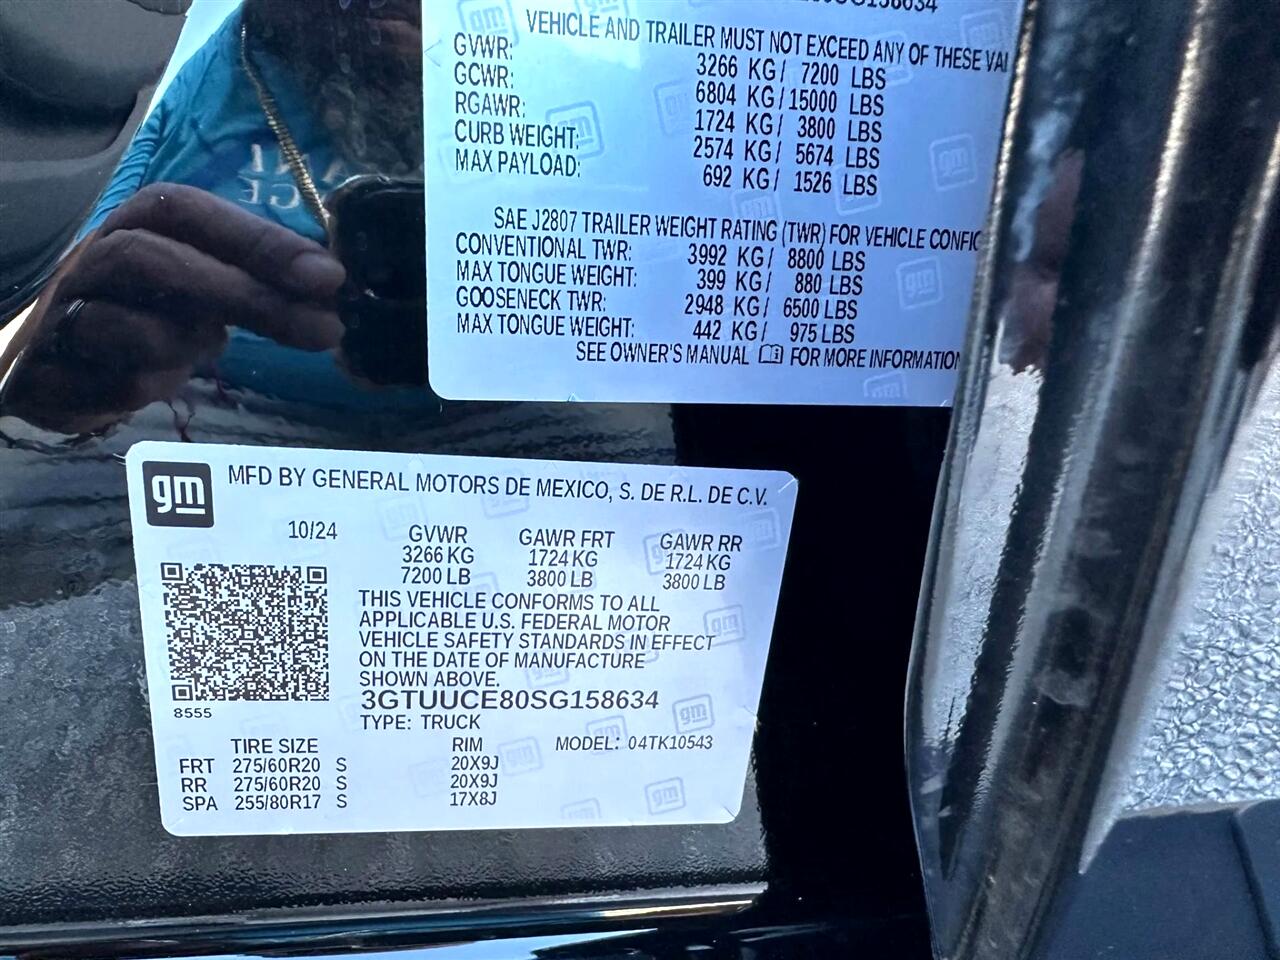 VEHICLE AND TRAILER MUST NOT EXCEED ANY OF THESE
GVWR: 3266 KG/ 7200 LBS
GCWR: 6804 KG/ 15000 LBS
RGAWR: 1724 KG/ 3800 LBS
CURB WEIGHT: 2574 KG/ 5674 LBS
MAX PAYLOAD: 692 KG/ 1526 LBS
SAE J2807 TRAILER WEIGHT RATING (TWR) FOR VEHICLE
CONVENTIONAL TWR: 3992 KG/ 8800 LBS
MAX TONGUE WEIGHT: 399 KG/ 880 LBS
GOOSENECK TWR: 2948 KG/ 6500 LBS
MAX TONGUE WEIGHT: 442 KG/ 975 LBS
SEE OWNER'S MANUAL FOR MORE INFORMATION
gm MFD BY GENERAL MOTORS DE MEXICO, S. DE R.L. DE C.V.
10/24 GVWR GAWR FRT GAWR RR
3266 KG 1724 KG 1724 KG
7200 LB 3800 LB 3800 LB
THIS VEHICLE CONFORMS TO ALL
APPLICABLE U.S. FEDERAL MOTOR
VEHICLE SAFETY STANDARDS IN EFFECT
ON THE DATE OF MANUFACTURE
SHOWN ABOVE.
3GTUUCE80SG158634
8555
TYPE: TRUCK
TIRE SIZE RIM MODEL: 04TK10543
FRT 275/60R20 S 20X9J
RR 275/60R20 S 20X9J
SPA 255/80R17 S 17X8J